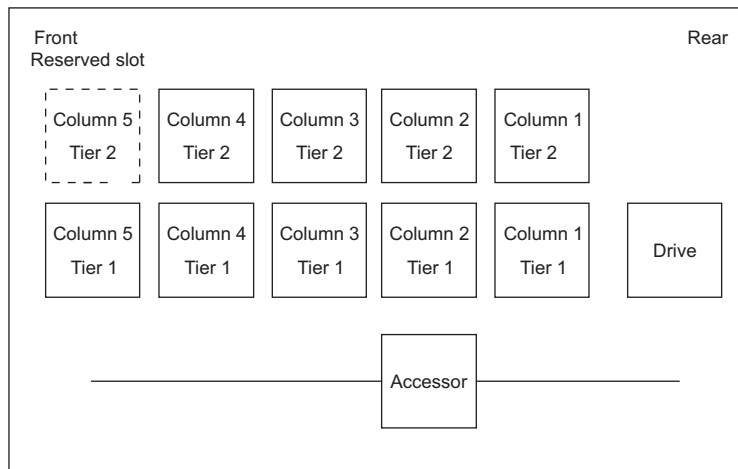 Front
Rear
Reserved slot
Column 5
Tier 2
Column 4
Tier 2
Column 3
Tier 2
Column 2
Tier 2
Column 1
Tier 2
Column 5
Tier 1
Column 4
Tier 1
Column 3
Tier 1
Column 2
Tier 1
Column 1
Tier 1
Drive
Accessor